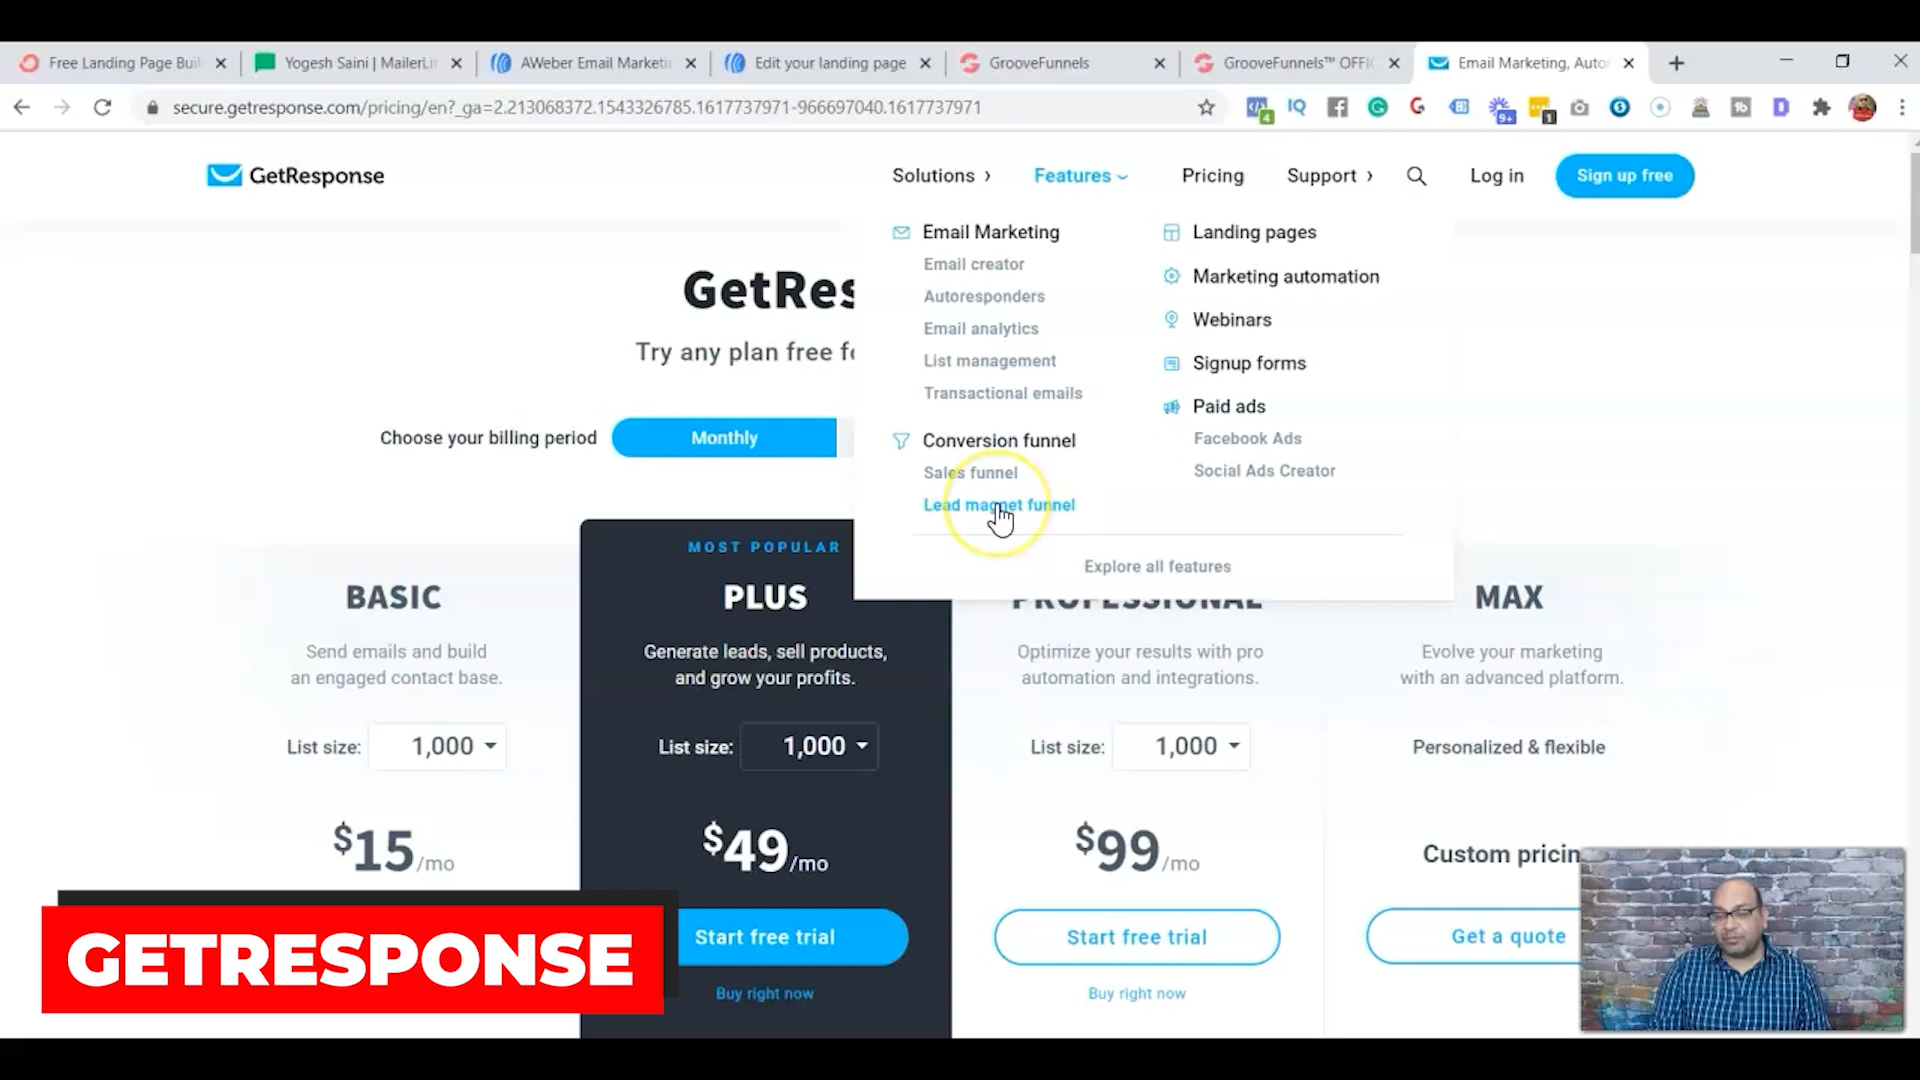 Free Landing Page Buil
Yogesh Saini | MailerLit
AWeber Email Marketi
Edit your landing page
GrooveFunnels
GrooveFunnels™ OFFIC
Email Marketing, Autor
secure.getresponse.com/pricing/en?_ga=2.213068372.1543326785.1617737971-966697040.1617737971
GetResponse
Solutions
Features
Pricing
Support
Log in
Sign up free
Email Marketing
Email creator
Autoresponders
Email analytics
List management
Transactional emails
Conversion funnel
Sales funnel
Lead magnet funnel
Landing pages
Marketing automation
Webinars
Signup forms
Paid ads
Facebook Ads
Social Ads Creator
Explore all features
GetRes
Try any plan free fo
Choose your billing period
Monthly
BASIC
Send emails and build
an engaged contact base.
List size: 1,000
$15/mo
MOST POPULAR
PLUS
Generate leads, sell products,
and grow your profits.
List size: 1,000
$49/mo
Start free trial
Buy right now
PROFESSIONAL
Optimize your results with pro
automation and integrations.
List size: 1,000
$99/mo
Start free trial
Buy right now
MAX
Evolve your marketing
with an advanced platform.
Personalized & flexible
Custom pricin
Get a quote
GETRESPONSE